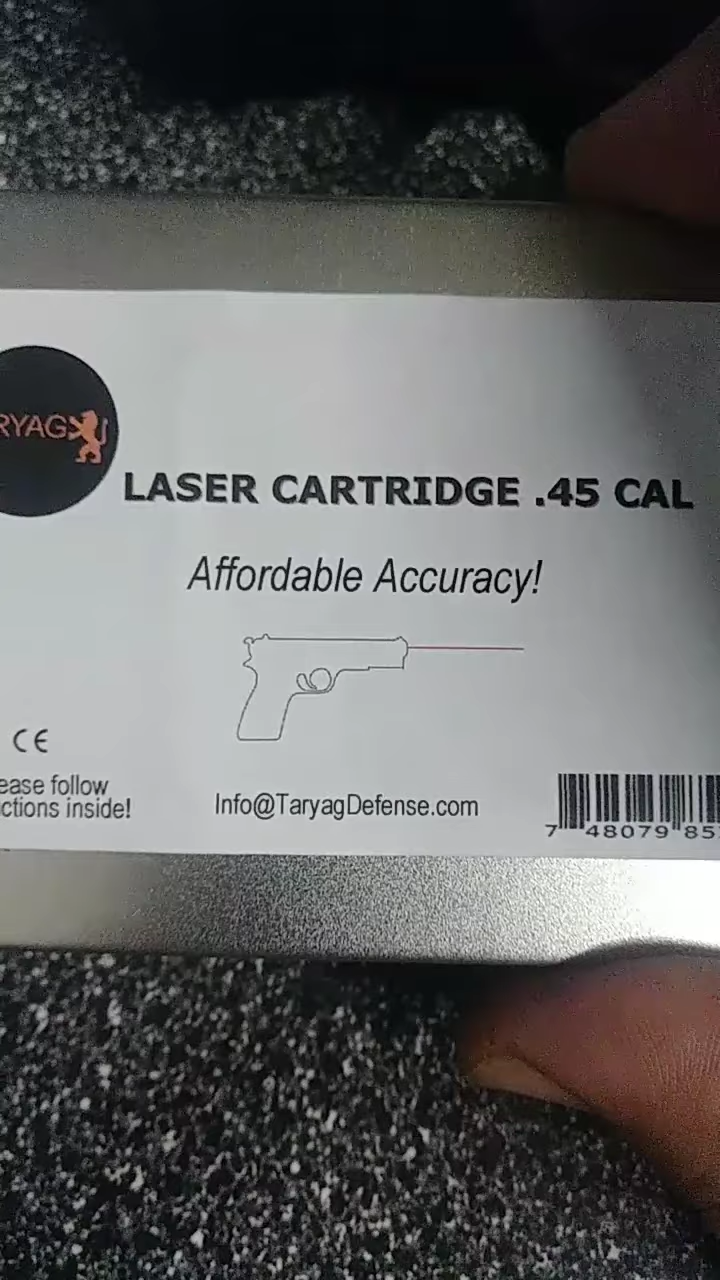 RYAG
LASER CARTRIDGE .45 CAL
Affordable Accuracy!
CE
ease follow
ctions inside!
Info@TaryagDefense.com
7 48079 85